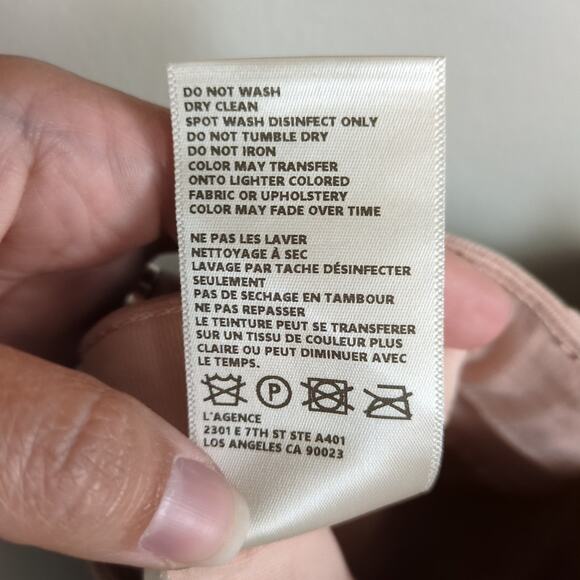 DO NOT WASH
DRY CLEAN
SPOT WASH DISINFECT ONLY
DO NOT TUMBLE DRY
DO NOT IRON
COLOR MAY TRANSFER
ONTO LIGHTER COLORED
FABRIC OR UPHOLSTERY
COLOR MAY FADE OVER TIME
NE PAS LES LAVER
NETTOYAGE À SEC
LAVAGE PAR TACHE DÉSINFECTER
SEULEMENT
PAS DE SECHAGE EN TAMBOUR
NE PAS REPASSER
LE TEINTURE PEUT SE TRANSFERER
SUR UN TISSU DE COULEUR PLUS
CLAIRE OU PEUT DIMINUER AVEC
LE TEMPS.
P
L'AGENCE
2301 E 7TH ST STE A401
LOS ANGELES CA 90023